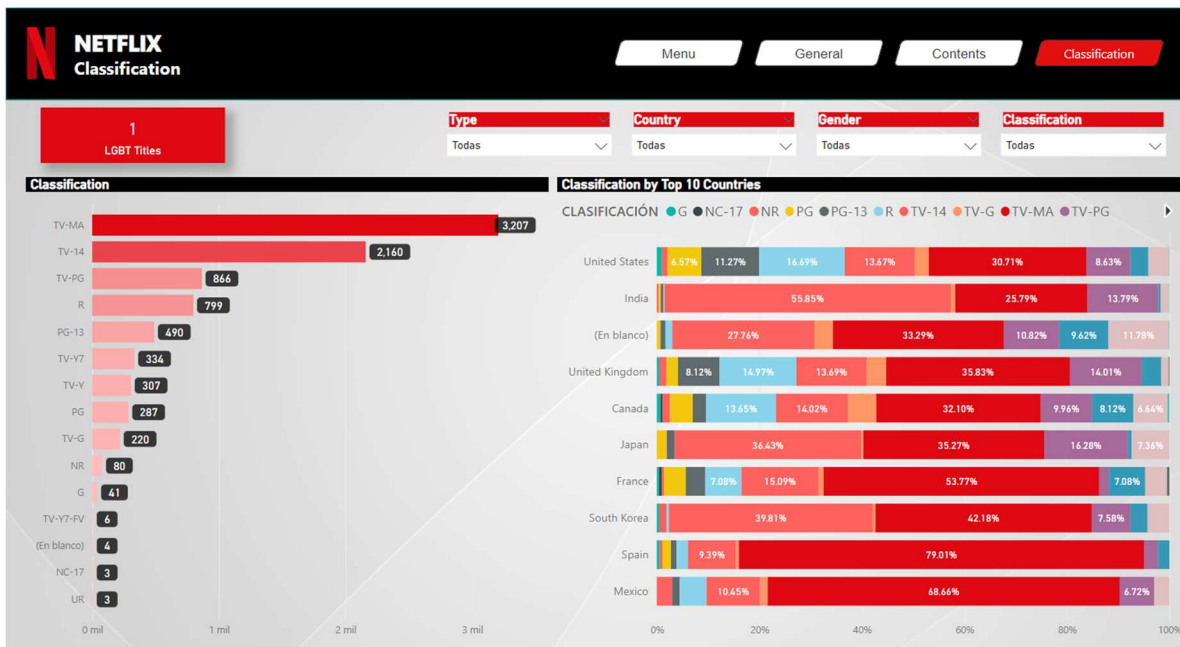 NETFLIX
Classification
Menu
General
Contents
Classification
1
LGBT Titles
Type
Country
Gender
Classification
Todas
Todas
Todas
Todas
Classification
TV-MA 3,207
TV-14 2,160
TV-PG 866
R 799
PG-13 490
TV-Y7 334
TV-Y 307
PG 287
TV-G 220
NR 80
G 41
TV-Y7-FV 6
(En blanco) 4
NC-17 3
UR 3
0 mil 1 mil 2 mil 3 mil
Classification by Top 10 Countries
CLASIFICACIÓN G NC-17 NR PG PG-13 R TV-14 TV-G TV-MA TV-PG
United States 6.57% 11.27% 16.69% 13.67% 30.71% 8.63%
India 55.85% 25.79% 13.79%
(En blanco) 27.76% 33.29% 10.82% 9.62% 11.78%
United Kingdom 8.12% 14.97% 13.69% 35.83% 14.01%
Canada 13.65% 14.02% 32.10% 9.96% 8.12% 6.64%
Japan 36.43% 35.27% 16.28% 7.36%
France 7.08% 15.09% 53.77% 7.08%
South Korea 39.81% 42.18% 7.58%
Spain 9.39% 79.01%
Mexico 10.45% 68.66% 6.72%
0% 20% 40% 60% 80% 100%